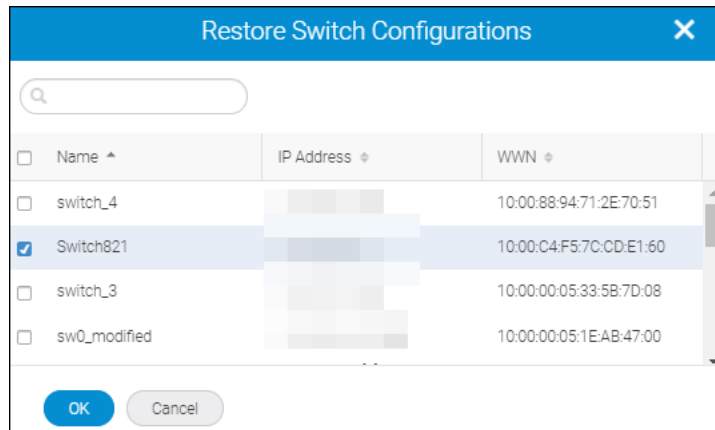 Restore Switch Configurations
Name IP Address WWN
switch_4 10:00:88:94:71:2E:70:51
Switch821 10:00:C4:F5:7C:CD:E1:60
switch_3 10:00:00:05:33:5B:7D:08
sw0_modified 10:00:00:05:1E:AB:47:00
OK Cancel